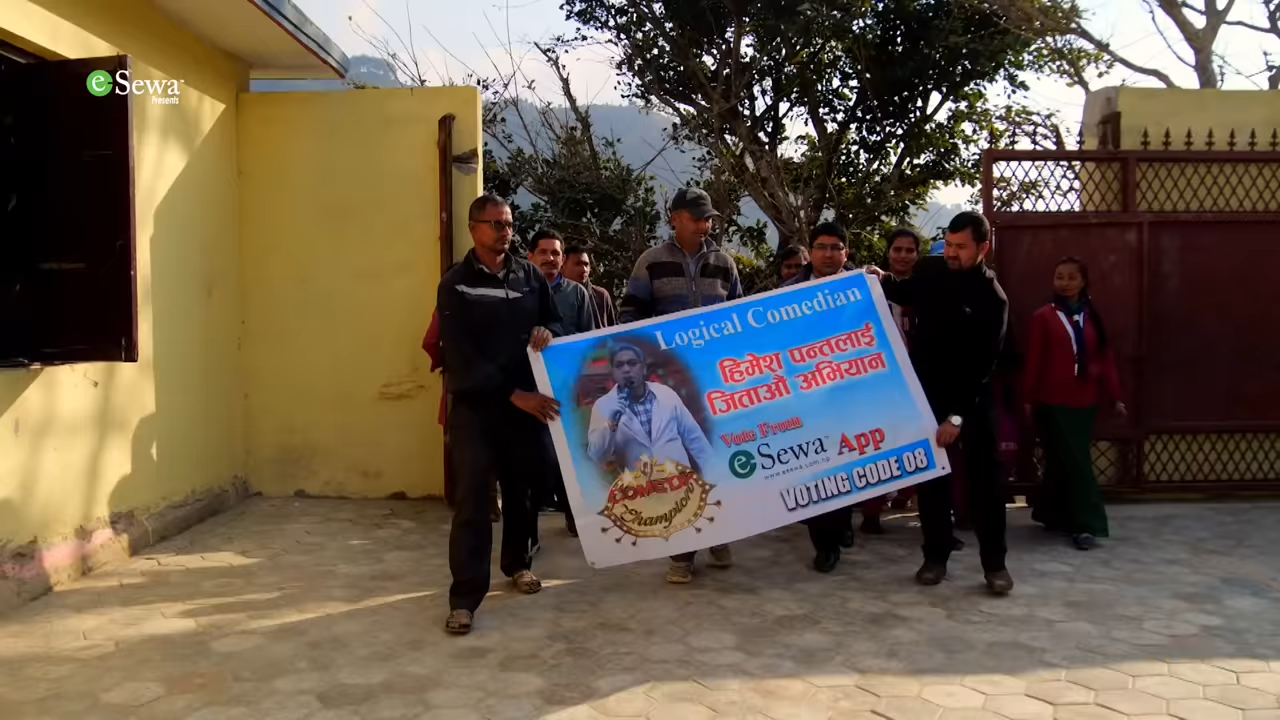 eSewa
Presents
Logical Comedian
हिमेश पन्तलाई
जिताऔं अभियान
Vote From
eSewa App
www.esewa.com.np
VOTING CODE 08
COMEDY
Champion